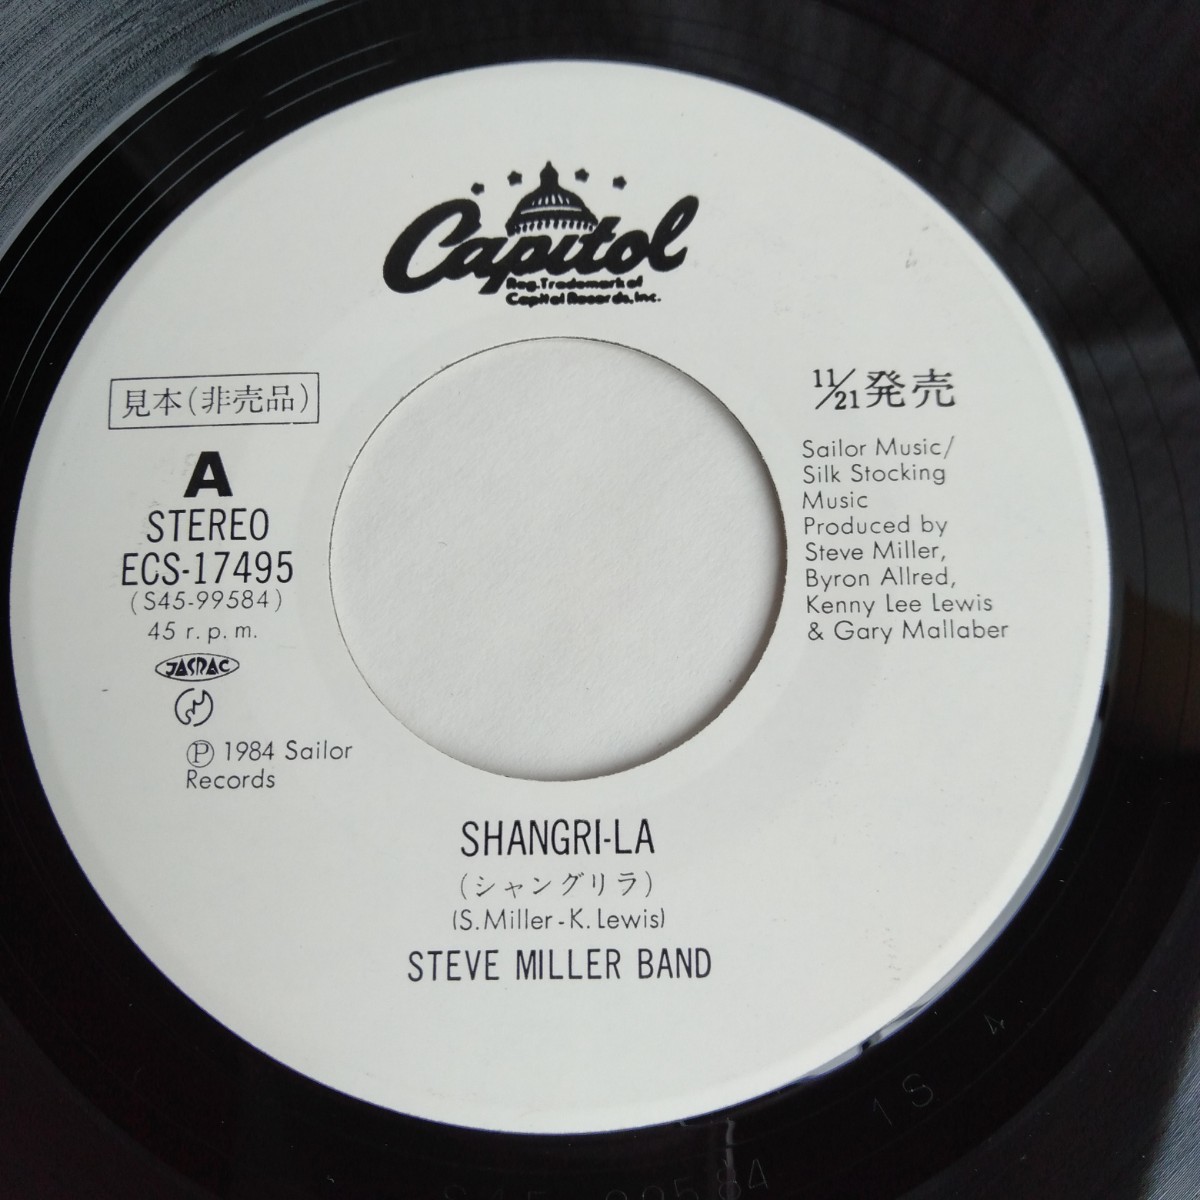 Capitol
Reg. Trademark of
Capitol Records, Inc.
見本(非売品)
A
STEREO
ECS-17495
(S45-99584)
45 r.p.m.
JASRAC
Ⓟ 1984 Sailor
Records
11/21発売
Sailor Music/
Silk Stocking
Music
Produced by
Steve Miller,
Byron Allred,
Kenny Lee Lewis
& Gary Mallaber
SHANGRI-LA
(シャングリラ)
(S.Miller-K.Lewis)
STEVE MILLER BAND
1 S 4